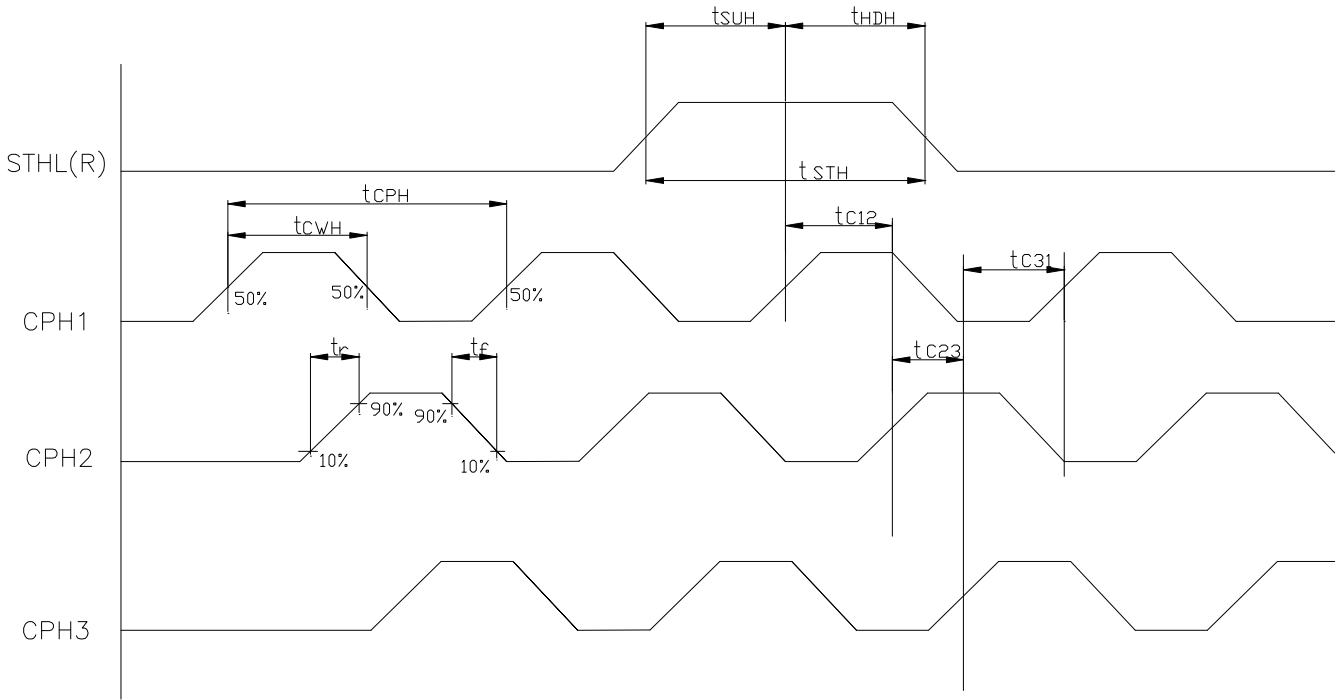 tSUH tHDH
STHL(R)
tSTH
tCPH
tCWH
tC12
tC31
50% 50% 50%
CPH1
tr tf
tC23
90% 90%
10% 10%
CPH2
CPH3